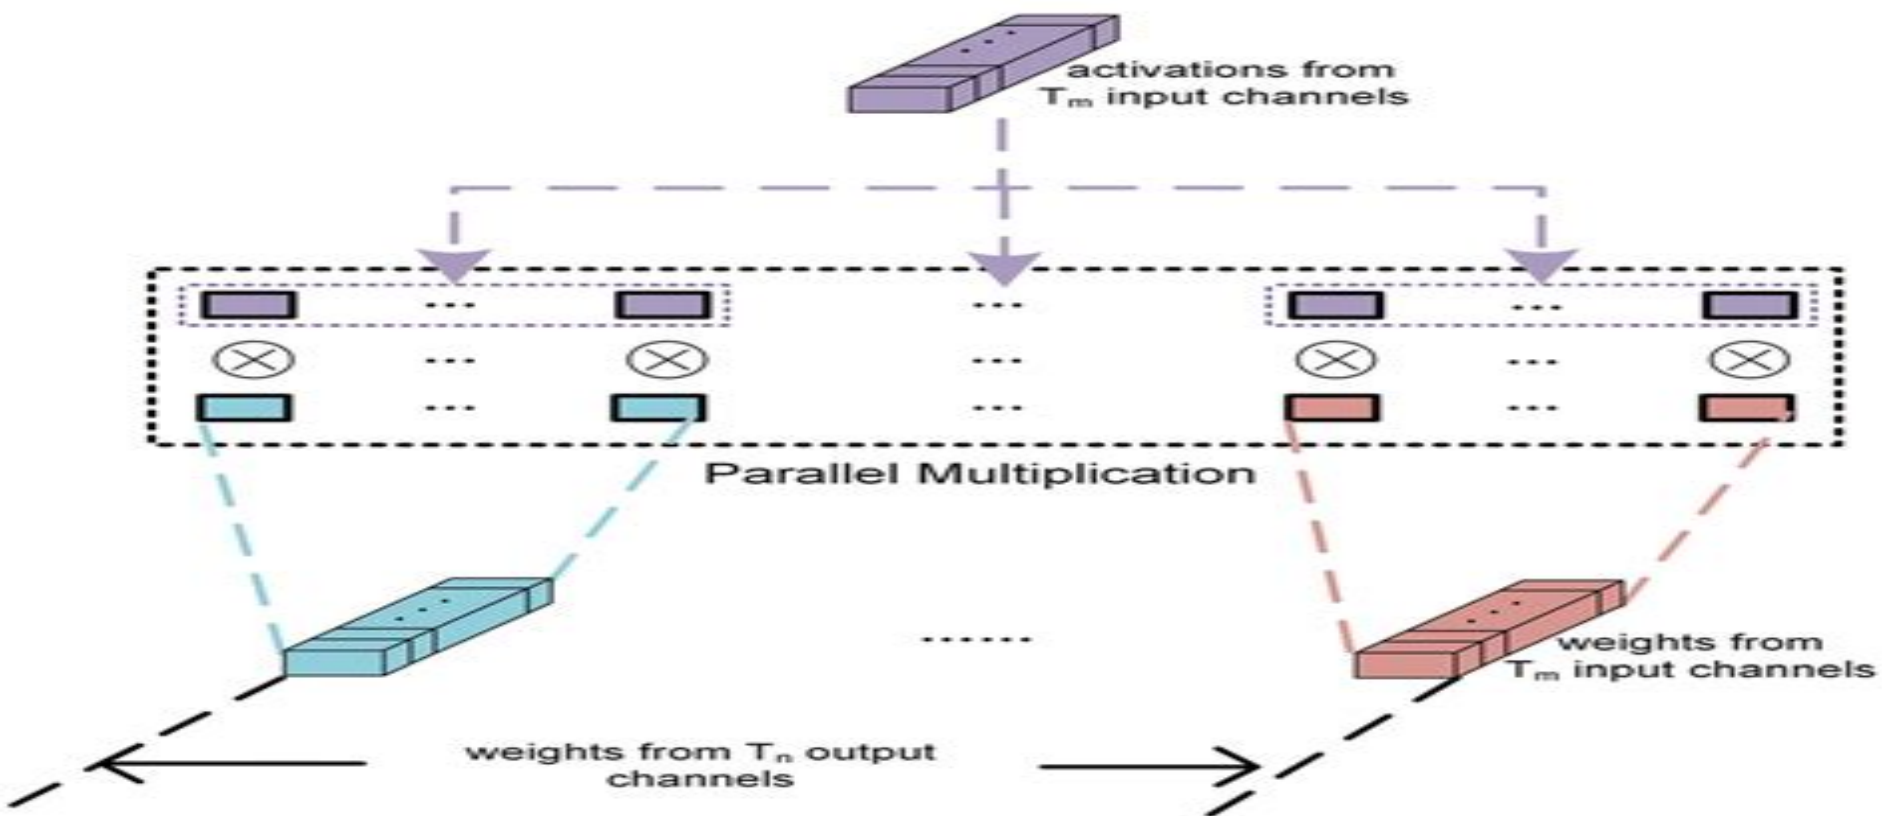 activations from
Tₘ input channels
...
...
...
...
...
...
...
...
...
Parallel Multiplication
......
weights from
Tₘ input channels
weights from Tₙ output
channels